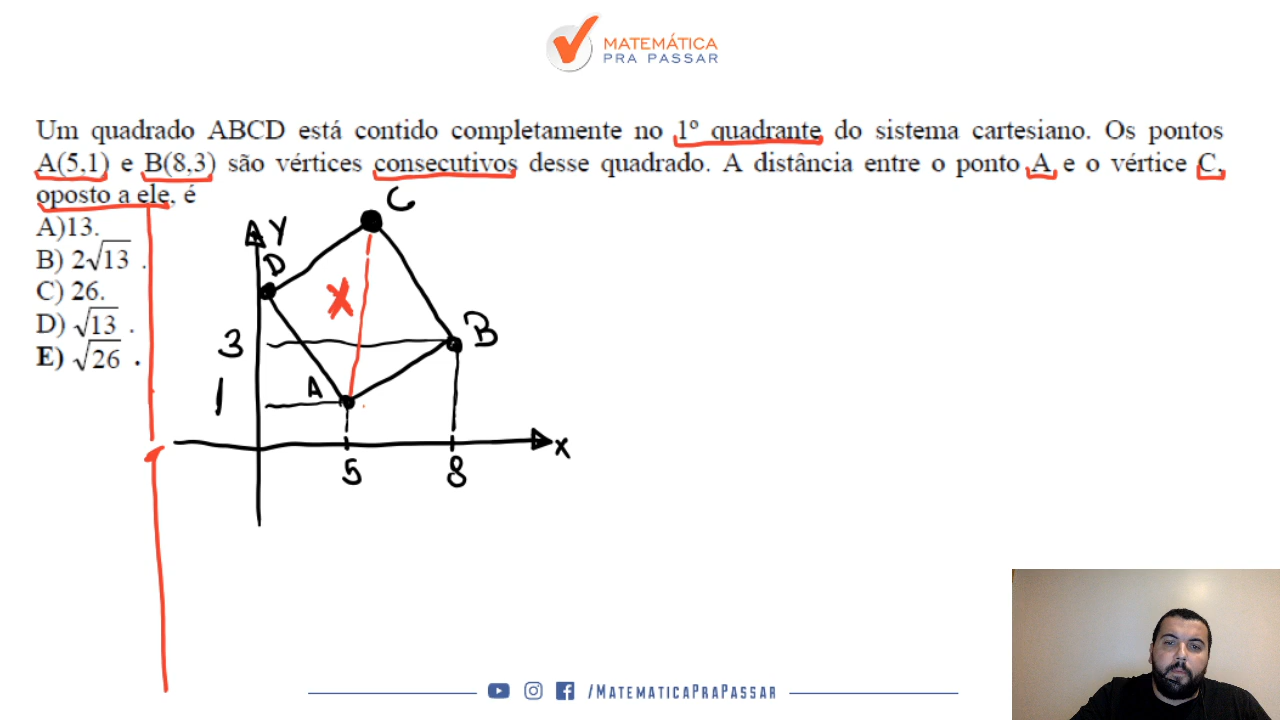 MATEMÁTICA
PRA PASSAR
Um quadrado ABCD está contido completamente no 1º quadrante do sistema cartesiano. Os pontos
A(5,1) e B(8,3) são vértices consecutivos desse quadrado. A distância entre o ponto A e o vértice C,
oposto a ele, é
A)13.
B) 2√13 .
C) 26.
D) √13 .
E) √26 .
C
Y
D
X
3
B
A
1
x
5
8
/MatematicaPraPassar